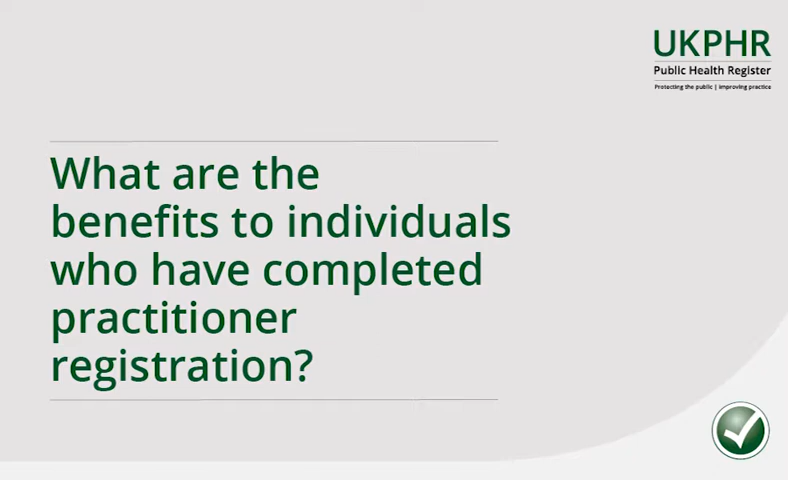 UKPHR
Public Health Register
Protecting the public | Improving practice
What are the
benefits to individuals
who have completed
practitioner
registration?